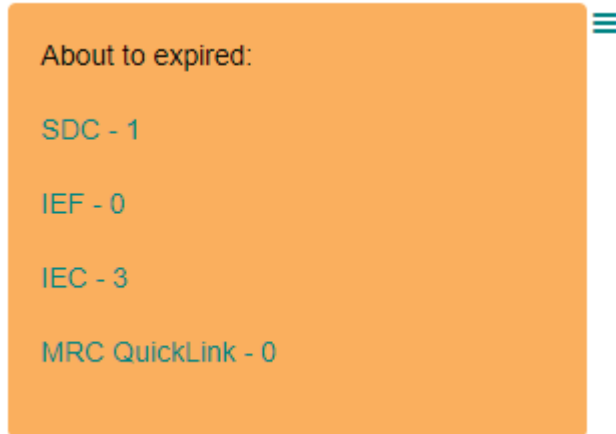 About to expired:
SDC - 1
IEF - 0
IEC - 3
MRC QuickLink - 0